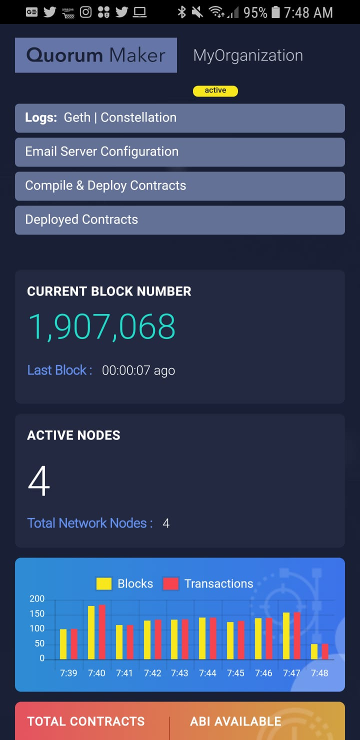 95% 7:48 AM
Quorum Maker MyOrganization
active
Logs: Geth | Constellation
Email Server Configuration
Compile & Deploy Contracts
Deployed Contracts
CURRENT BLOCK NUMBER
1,907,068
Last Block : 00:00:07 ago
ACTIVE NODES
4
Total Network Nodes : 4
Blocks Transactions
200
150
100
50
0
7:39 7:40 7:41 7:42 7:43 7:44 7:45 7:46 7:47 7:48
TOTAL CONTRACTS ABI AVAILABLE